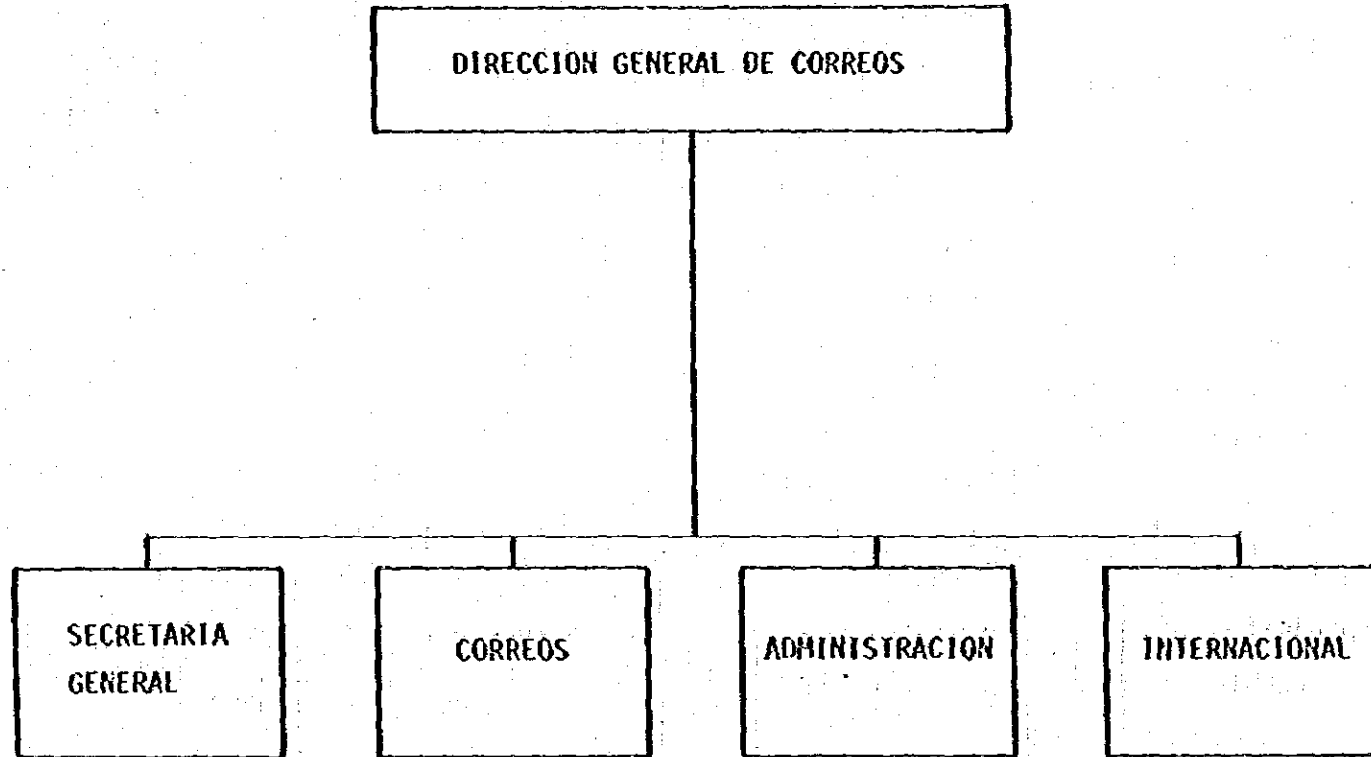 DIRECCION GENERAL DE CORREOS
SECRETARIA
GENERAL
CORREOS
ADMINISTRACION
INTERNACIONAL